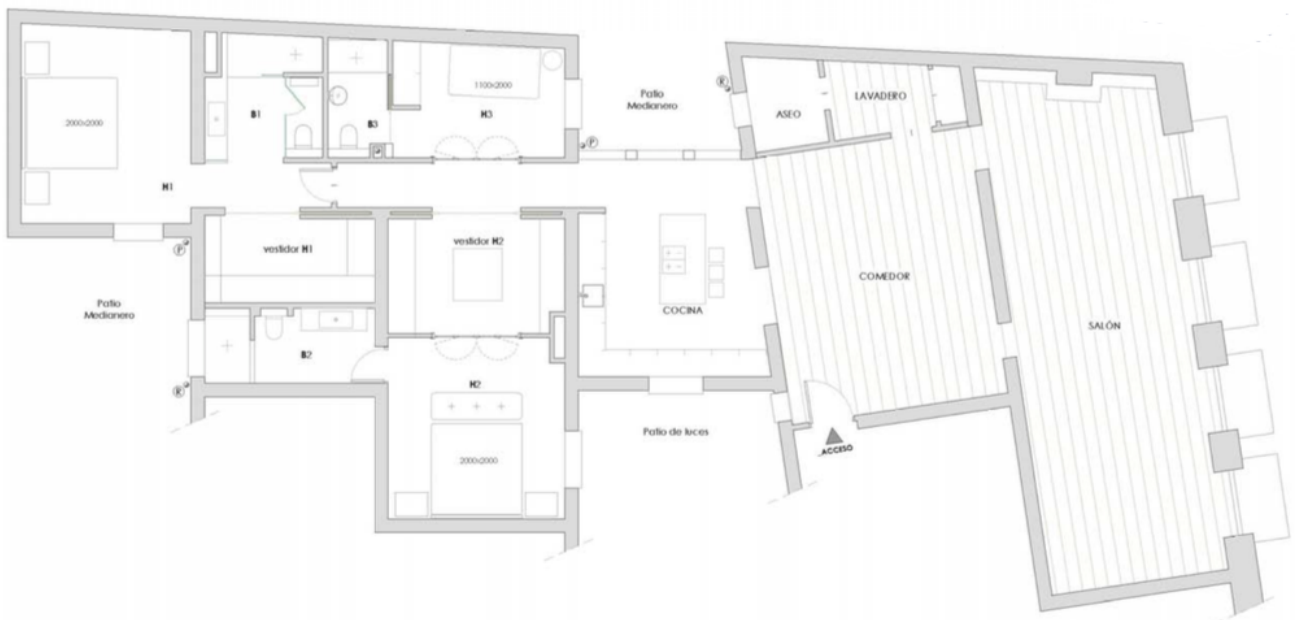 Patio
Medianero
R
ASEO
LAVADERO
2000x2000
B1
B3
1100x2000
H3
P
H1
vestidor H1
vestidor H2
P
Patio
Medianero
COCINA
COMEDOR
SALÓN
B2
H2
R
Patio de luces
ACCESO
2000x2000